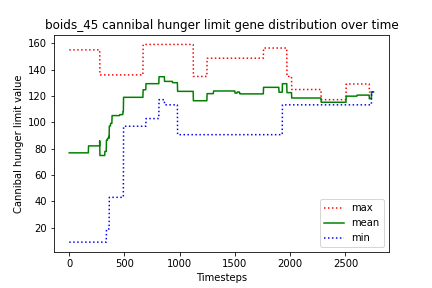 boids_45 cannibal hunger limit gene distribution over time
160
140
120
100
80
60
40
20
Cannibal hunger limit value
0
500
1000
1500
2000
2500
Timesteps
max
mean
min